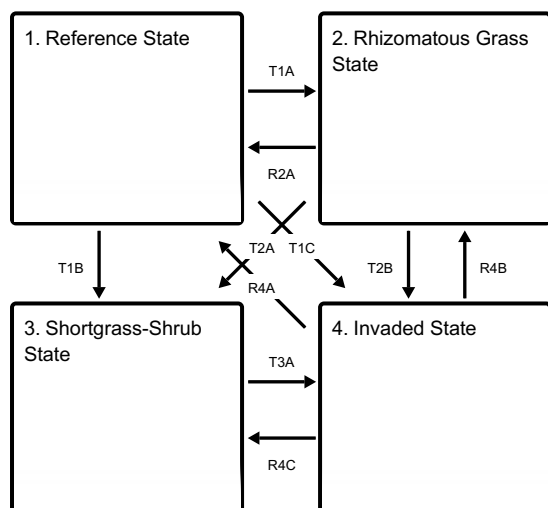 1. Reference State
2. Rhizomatous Grass
State
T1A
R2A
T1B
T2A
T1C
R4A
T2B
R4B
3. Shortgrass-Shrub
State
4. Invaded State
T3A
R4C